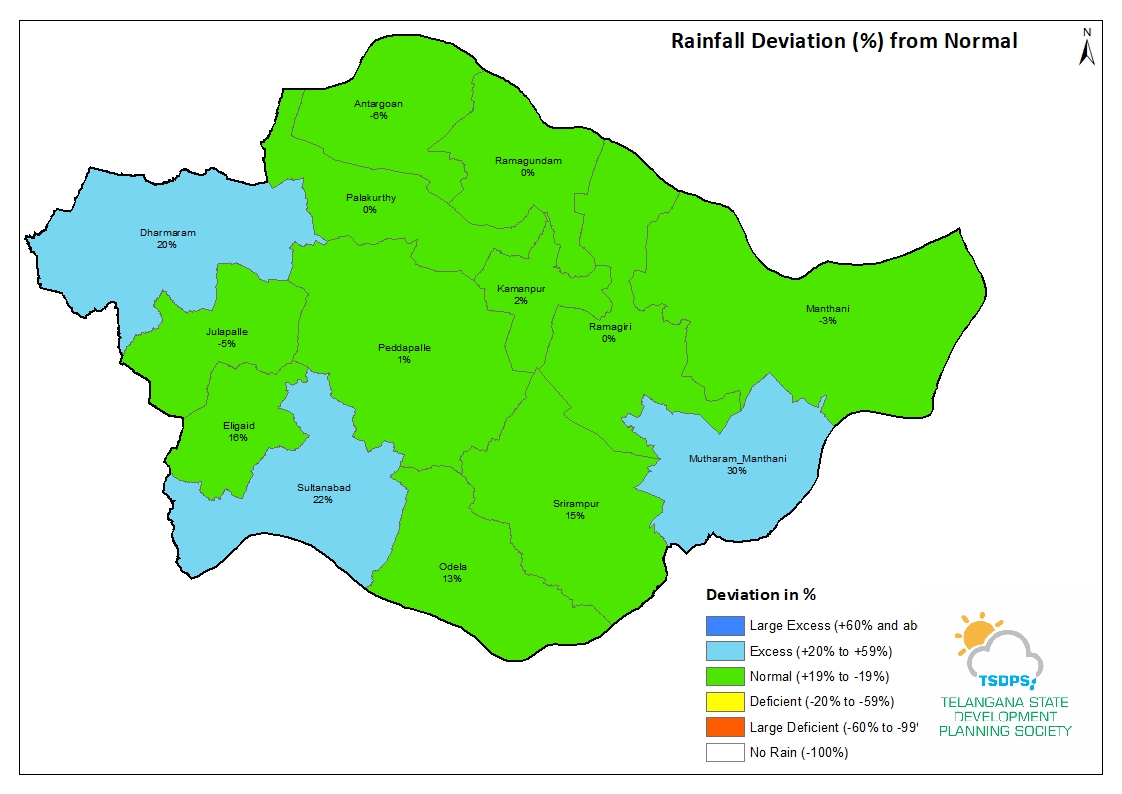 Rainfall Deviation (%) from Normal
N
Antargoan
-6%
Ramagundam
0%
Palakurthy
0%
Dharmaram
20%
Kamanpur
2%
Manthani
-3%
Ramagiri
0%
Julapalle
-5%
Peddapalle
1%
Eligaid
16%
Mutharam_Manthani
30%
Sultanabad
22%
Srirampur
15%
Odela
13%
Deviation in %
Large Excess (+60% and ab
Excess (+20% to +59%)
Normal (+19% to -19%)
Deficient (-20% to -59%)
Large Deficient (-60% to -99
No Rain (-100%)
TSDPS
TELANGANA STATE
DEVELOPMENT
PLANNING SOCIETY